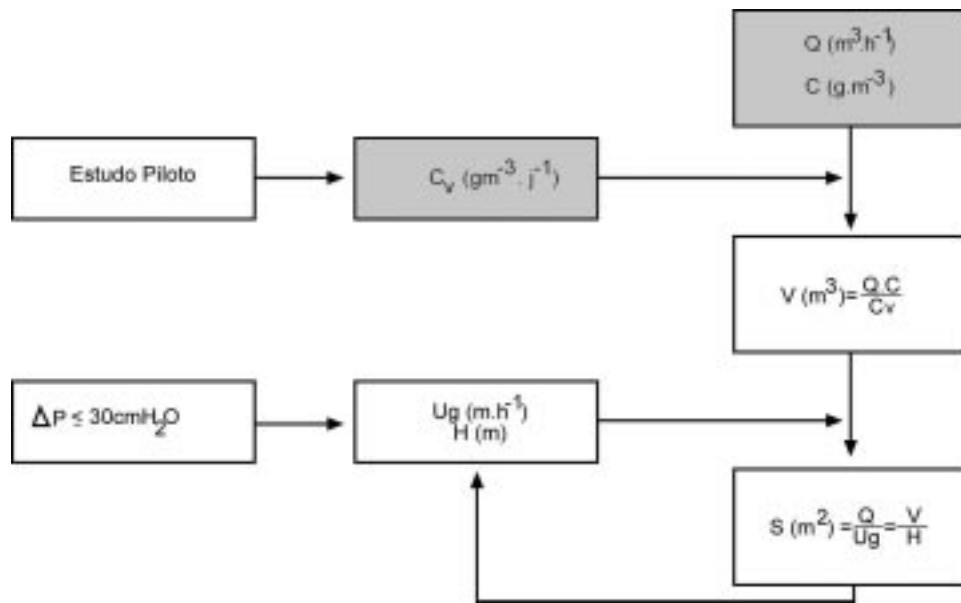 Q (m³.h⁻¹)
C (g.m⁻³)
Estudo Piloto
Cᵥ (gm⁻³. j⁻¹)
V (m³)=Q.C/Cv
ΔP ≤ 30cmH₂O
Ug (m.h⁻¹)
H (m)
S (m²) =Q/Ug=V/H